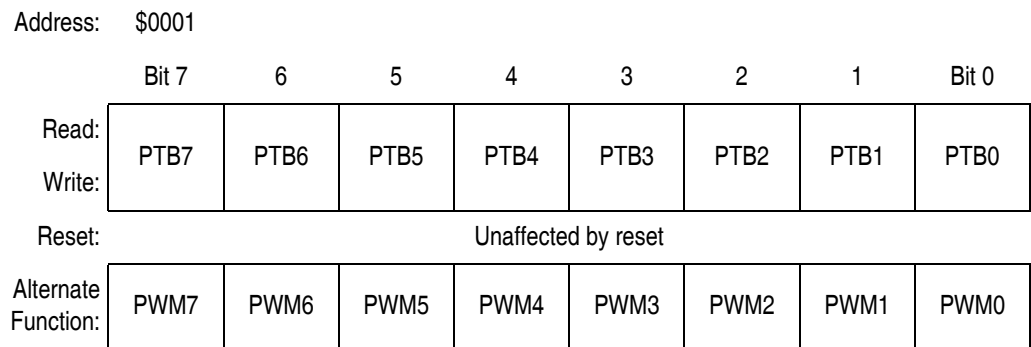 Address: $0001
Bit 7 6 5 4 3 2 1 Bit 0
Read:
PTB7 PTB6 PTB5 PTB4 PTB3 PTB2 PTB1 PTB0
Write:
Reset: Unaffected by reset
Alternate
Function:
PWM7 PWM6 PWM5 PWM4 PWM3 PWM2 PWM1 PWM0